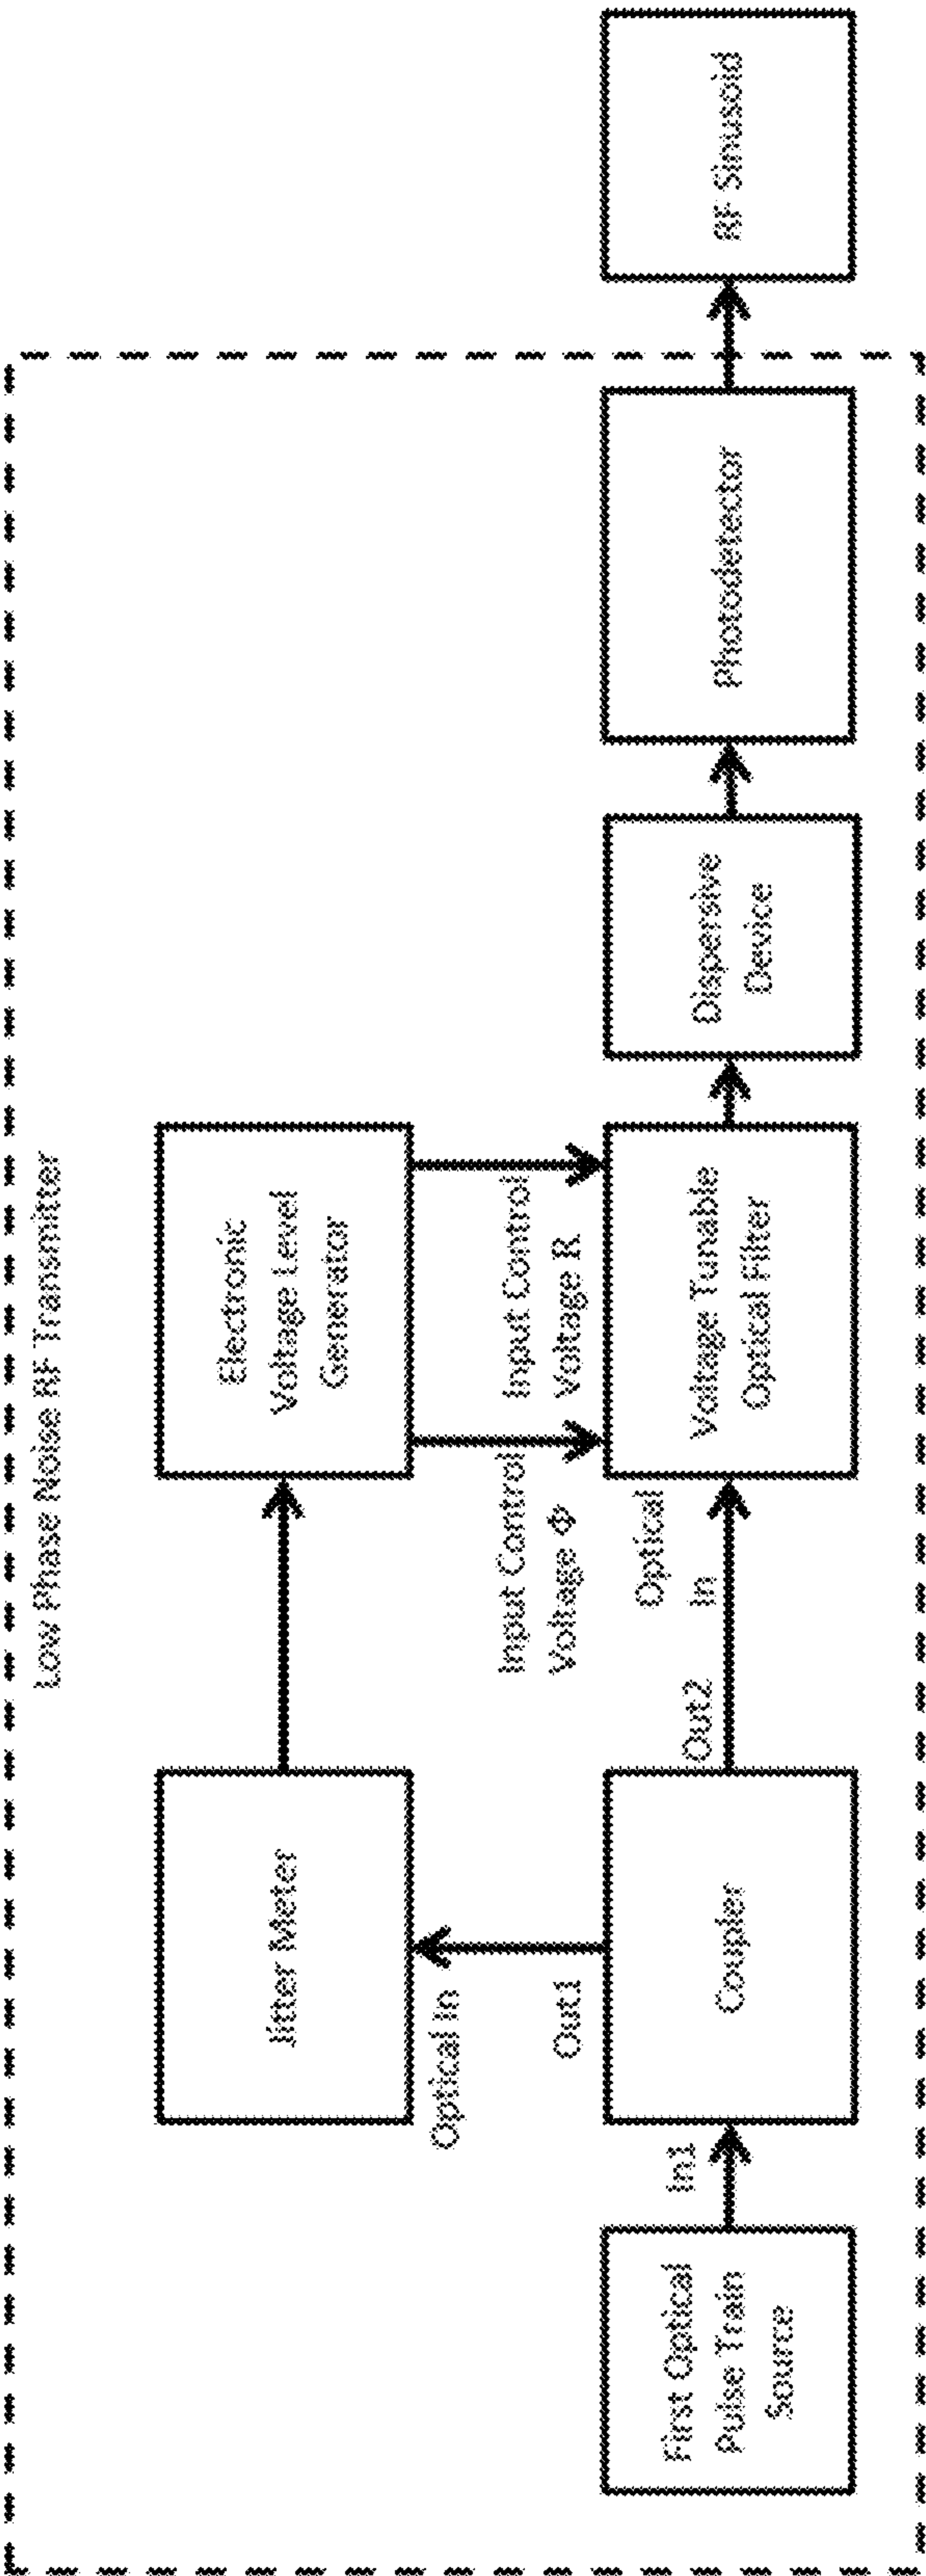 Low Phase Noise RF Transmitter
Jitter Meter
Electronic
Voltage Level
Generator
Optical In
Out1
Input Control
Voltage Φ
Input Control
Voltage R
First Optical
Pulse Train
Source
In1
Coupler
Out2
Optical
In
Voltage Tunable
Optical Filter
Dispersive
Device
Photodetector
RF Sinusoid